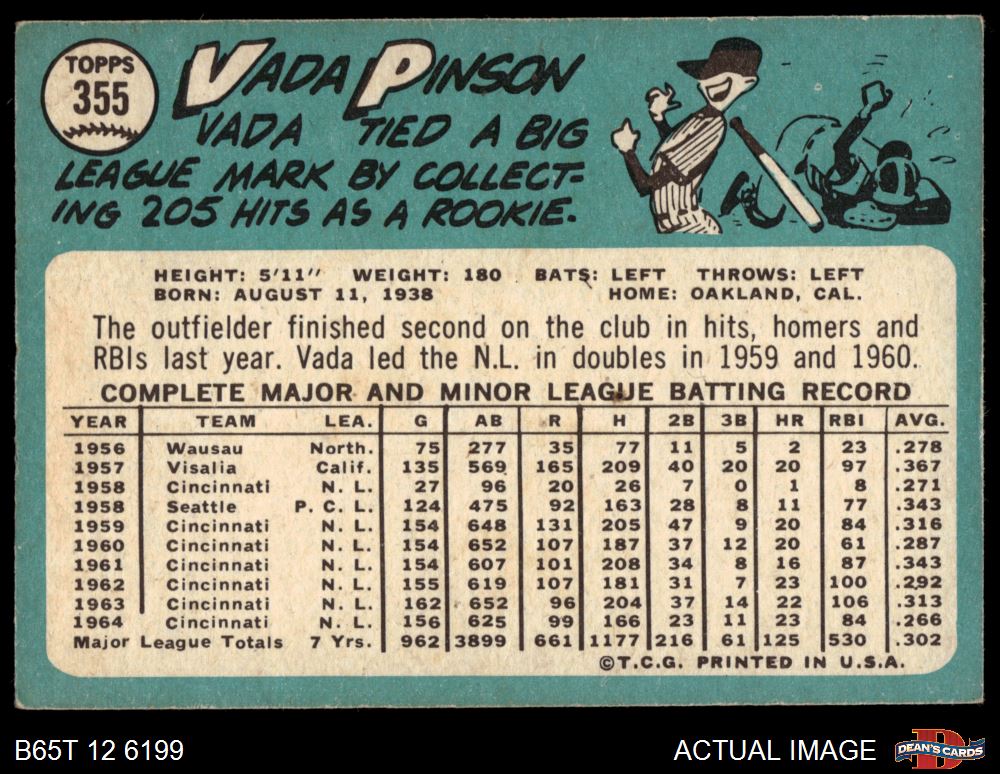 TOPPS
355
VADA PINSON
VADA TIED A BIG
LEAGUE MARK BY COLLECT-
ING 205 HITS AS A ROOKIE.
HEIGHT: 5'11" WEIGHT: 180 BATS: LEFT THROWS: LEFT
BORN: AUGUST 11, 1938 HOME: OAKLAND, CAL.
The outfielder finished second on the club in hits, homers and
RBIs last year. Vada led the N.L. in doubles in 1959 and 1960.
COMPLETE MAJOR AND MINOR LEAGUE BATTING RECORD
YEAR TEAM LEA. G AB R H 2B 3B HR RBI AVG.
1956 Wausau North. 75 277 35 77 11 5 2 23 .278
1957 Visalia Calif. 135 569 165 209 40 20 20 97 .367
1958 Cincinnati N. L. 27 96 20 26 7 0 1 8 .271
1958 Seattle P. C. L. 124 475 92 163 28 8 11 77 .343
1959 Cincinnati N. L. 154 648 131 205 47 9 20 84 .316
1960 Cincinnati N. L. 154 652 107 187 37 12 20 61 .287
1961 Cincinnati N. L. 154 607 101 208 34 8 16 87 .343
1962 Cincinnati N. L. 155 619 107 181 31 7 23 100 .292
1963 Cincinnati N. L. 162 652 96 204 37 14 22 106 .313
1964 Cincinnati N. L. 156 625 99 166 23 11 23 84 .266
Major League Totals 7 Yrs. 962 3899 661 1177 216 61 125 530 .302
©T.C.G. PRINTED IN U.S.A.
B65T 12 6199
ACTUAL IMAGE
D
DEAN'S CARDS